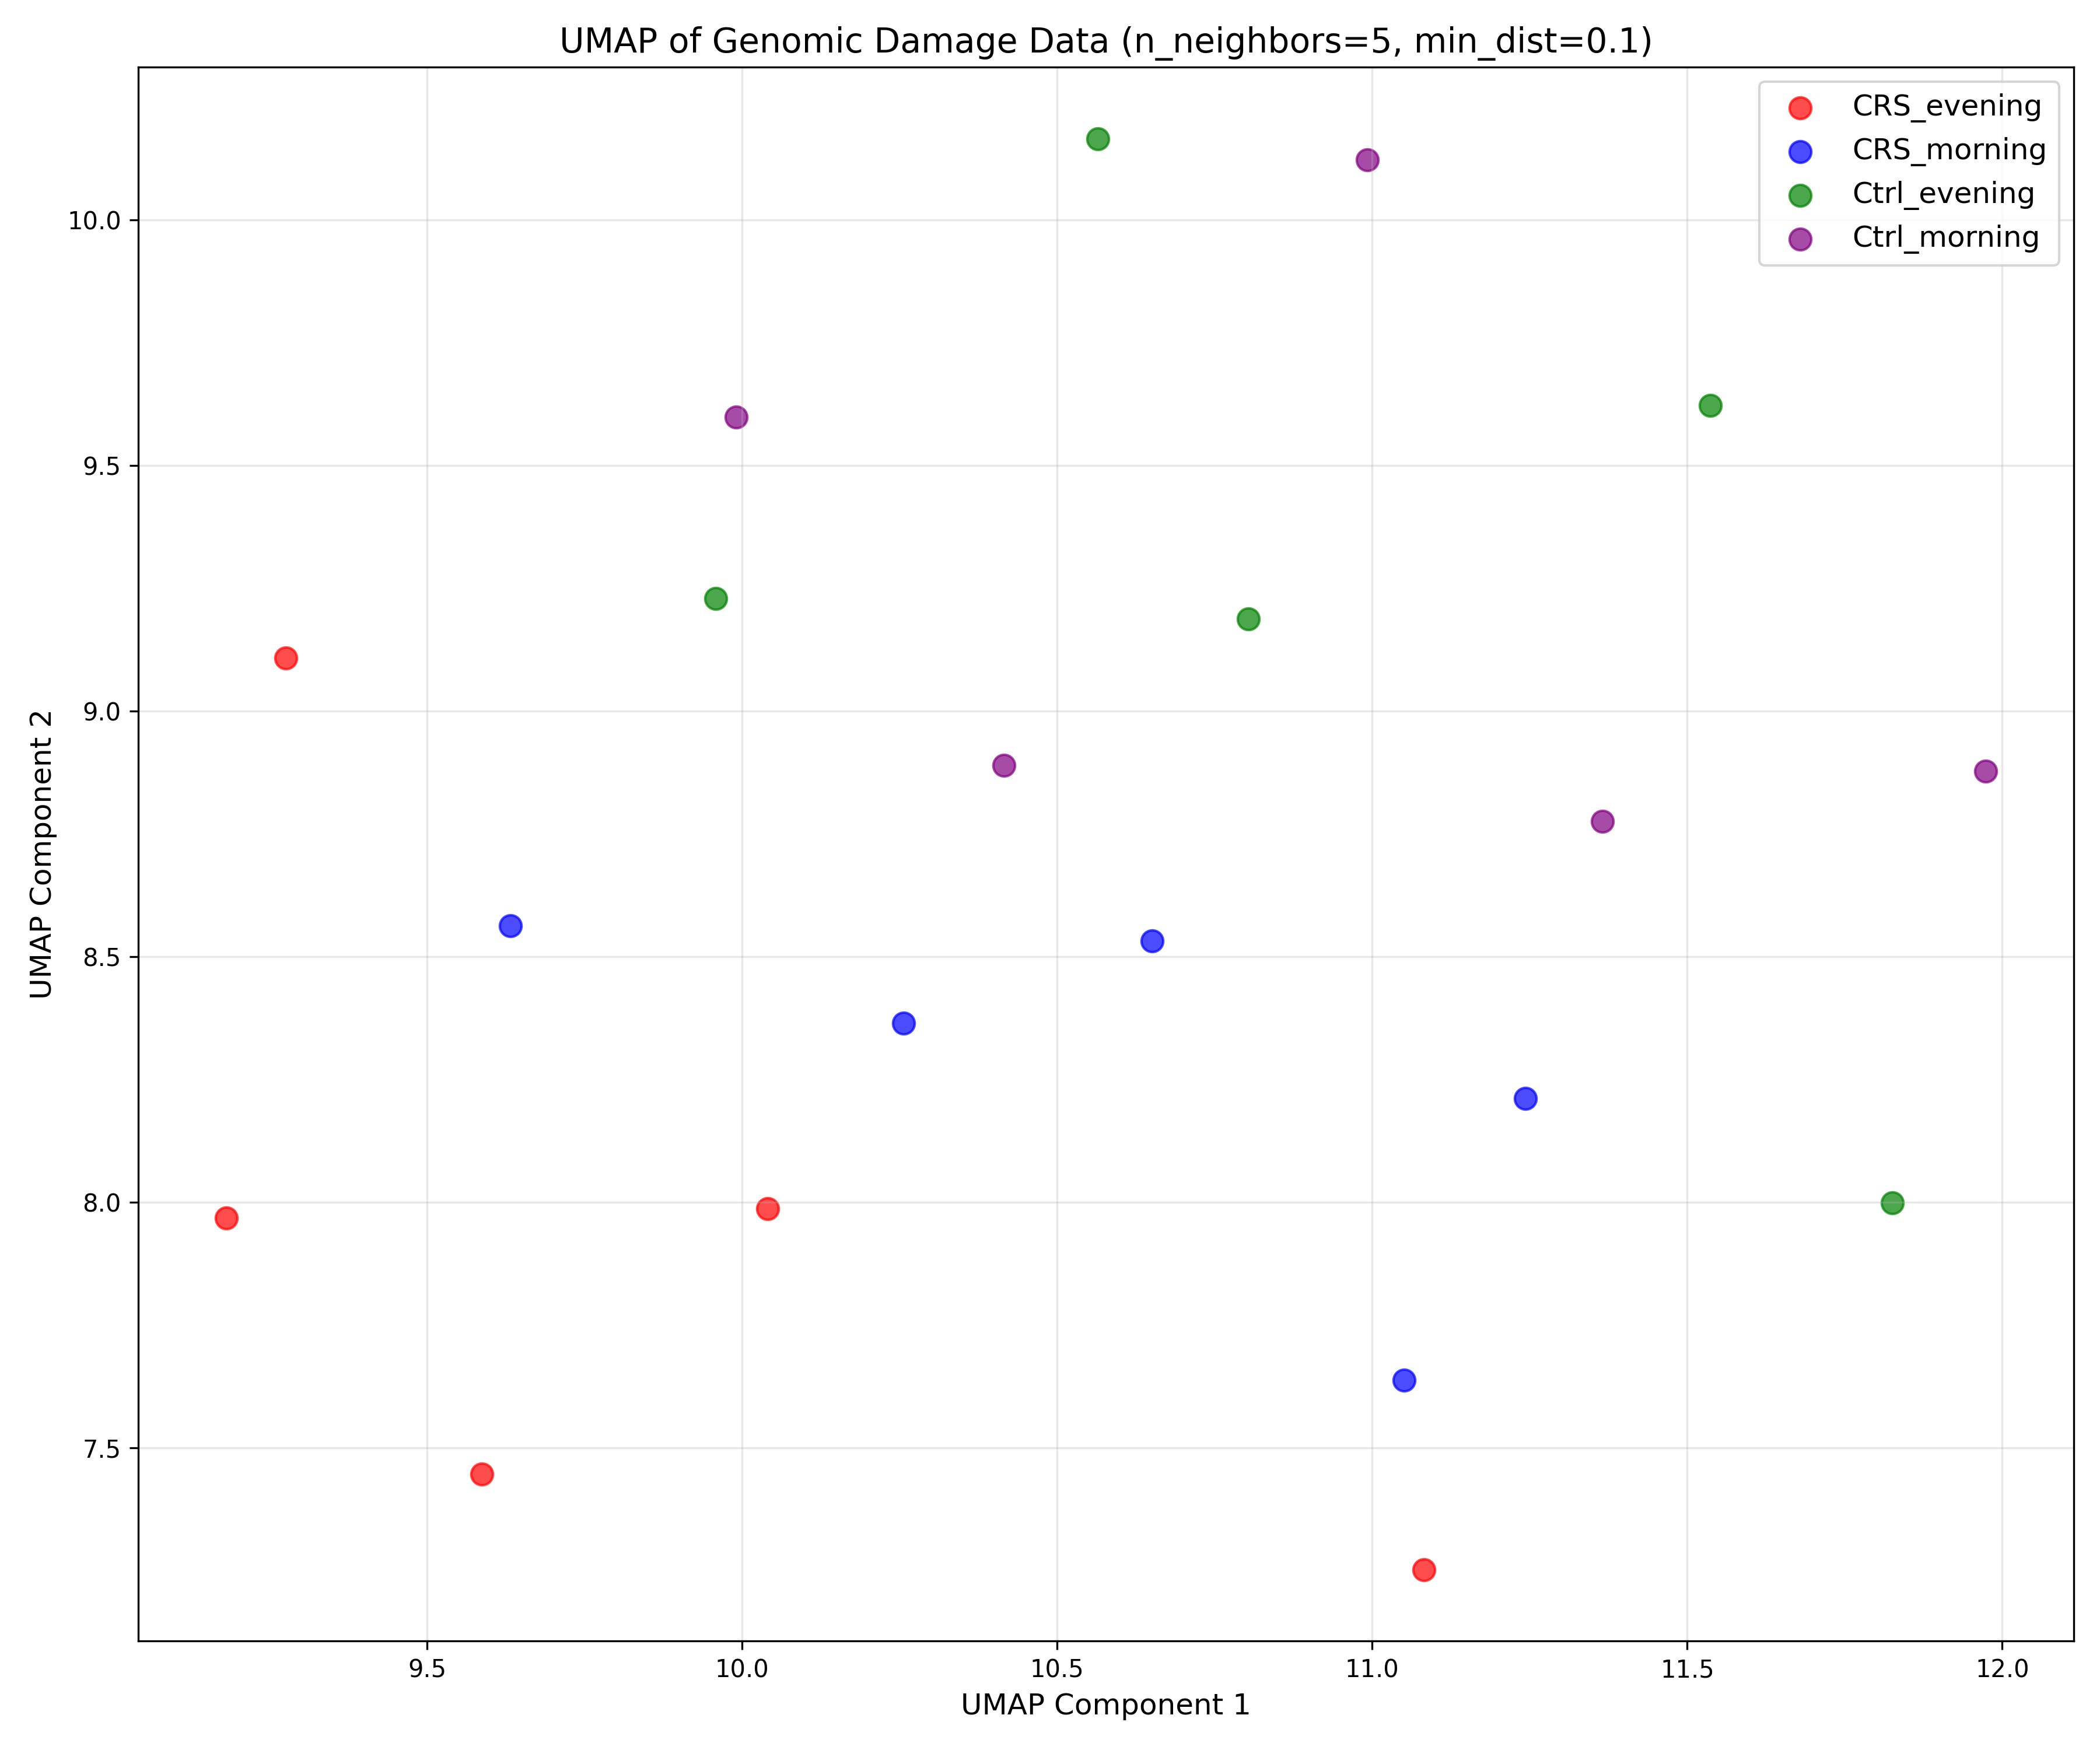 UMAP of Genomic Damage Data (n_neighbors=5, min_dist=0.1)
CRS_evening
CRS_morning
Ctrl_evening
Ctrl_morning
10.0
9.5
9.0
8.5
8.0
7.5
UMAP Component 2
9.5 10.0 10.5 11.0 11.5 12.0
UMAP Component 1